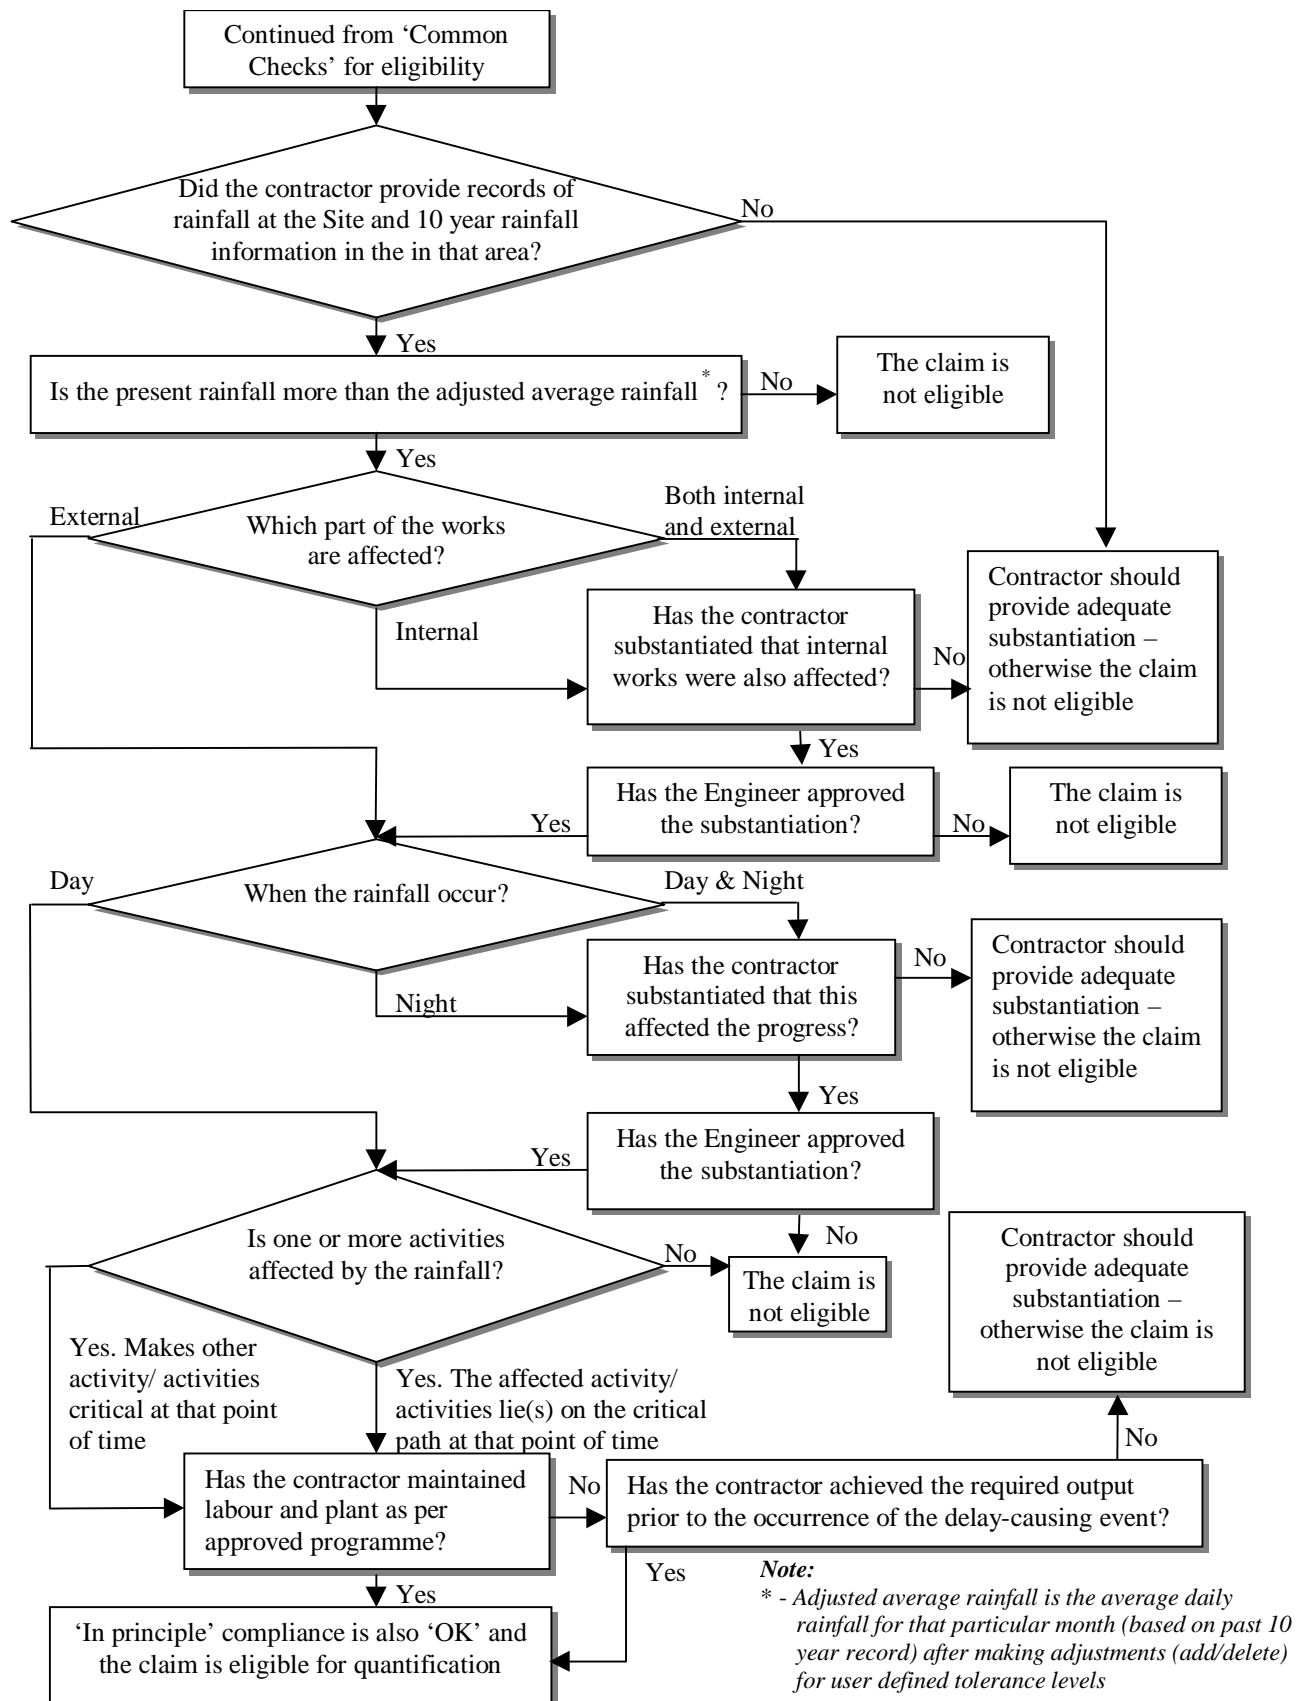 Continued from ‘Common
Checks’ for eligibility
Did the contractor provide records of
rainfall at the Site and 10 year rainfall
information in the in that area?
No
Yes
Is the present rainfall more than the adjusted average rainfall * ?
No
The claim is
not eligible
Yes
External
Which part of the works
are affected?
Both internal
and external
Internal
Has the contractor
substantiated that internal
works were also affected?
No
Contractor should
provide adequate
substantiation –
otherwise the claim
is not eligible
Yes
Has the Engineer approved
the substantiation?
Yes
No
The claim is
not eligible
Day
When the rainfall occur?
Day & Night
Night
Has the contractor
substantiated that this
affected the progress?
No
Contractor should
provide adequate
substantiation –
otherwise the claim
is not eligible
Yes
Has the Engineer approved
the substantiation?
Yes
No
Is one or more activities
affected by the rainfall?
No
The claim is
not eligible
Contractor should
provide adequate
substantiation –
otherwise the claim is
not eligible
Yes. Makes other
activity/ activities
critical at that point
of time
Yes. The affected activity/
activities lie(s) on the critical
path at that point of time
No
Has the contractor maintained
labour and plant as per
approved programme?
No
Has the contractor achieved the required output
prior to the occurrence of the delay-causing event?
Yes
Yes
‘In principle’ compliance is also ‘OK’ and
the claim is eligible for quantification
Note:
* - Adjusted average rainfall is the average daily
rainfall for that particular month (based on past 10
year record) after making adjustments (add/delete)
for user defined tolerance levels